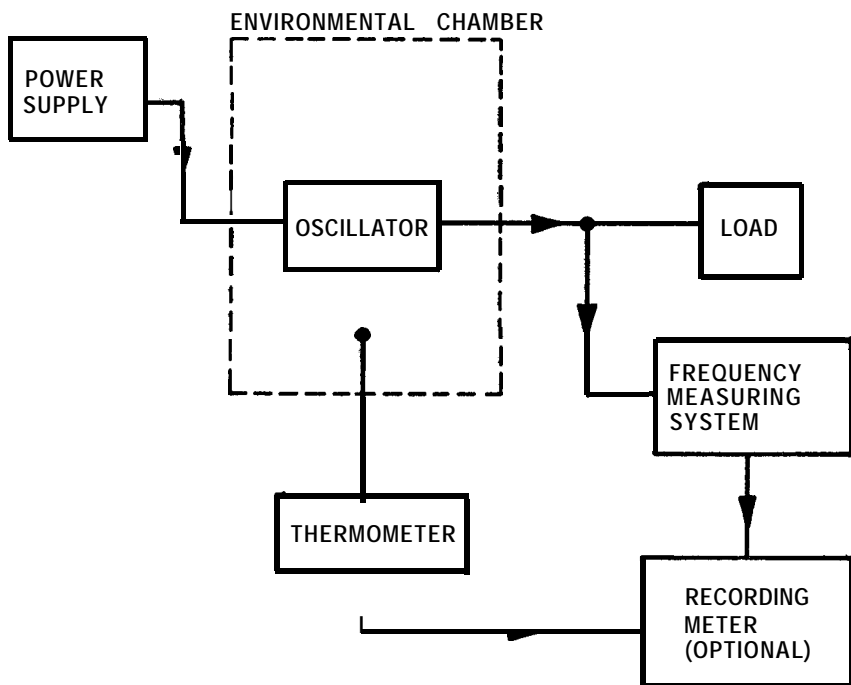 ENVIRONMENTAL CHAMBER
POWER
SUPPLY
OSCILLATOR
LOAD
FREQUENCY
MEASURING
SYSTEM
THERMOMETER
RECORDING
METER
(OPTIONAL)